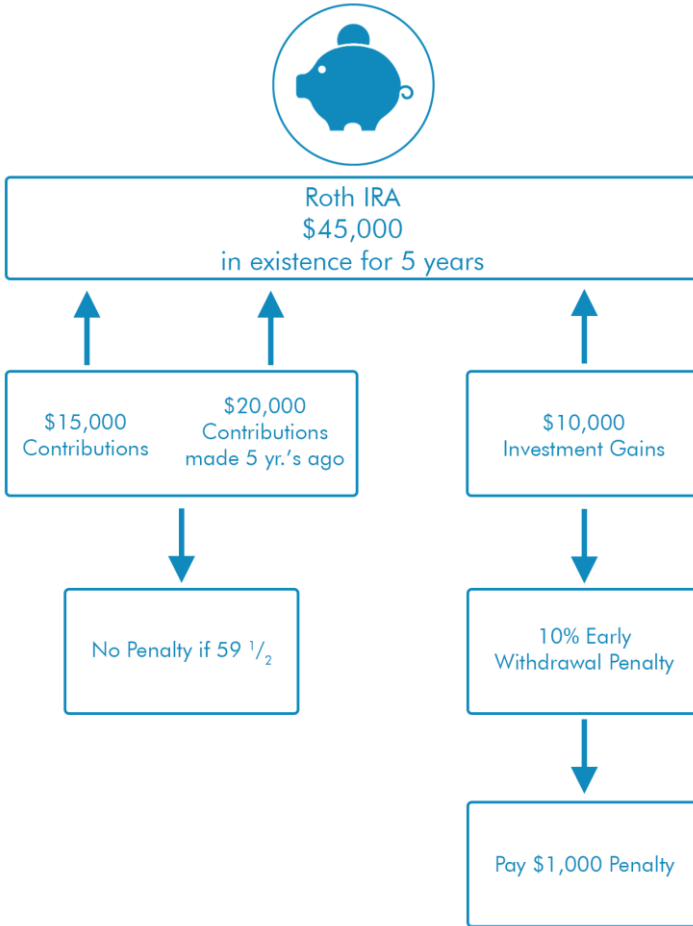 Roth IRA
$45,000
in existence for 5 years
$15,000
Contributions
$20,000
Contributions
made 5 yr.'s ago
$10,000
Investment Gains
No Penalty if 59 1/2
10% Early
Withdrawal Penalty
Pay $1,000 Penalty